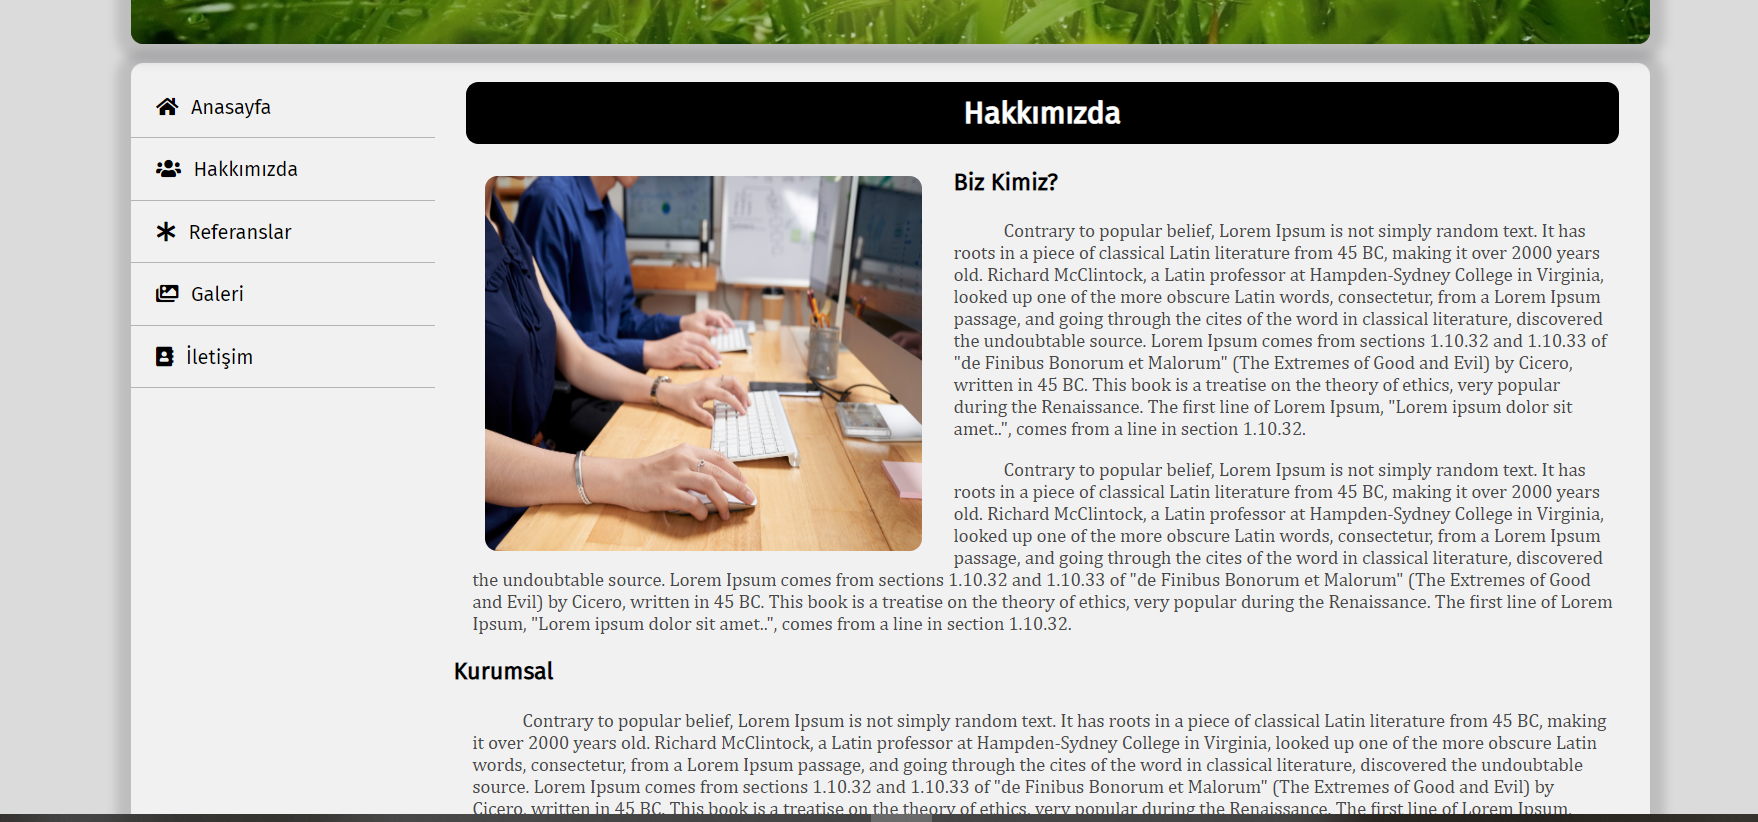 Anasayfa
Hakkımızda
Referanslar
Galeri
İletişim
Hakkımızda
Biz Kimiz?
Contrary to popular belief, Lorem Ipsum is not simply random text. It has
roots in a piece of classical Latin literature from 45 BC, making it over 2000 years
old. Richard McClintock, a Latin professor at Hampden-Sydney College in Virginia,
looked up one of the more obscure Latin words, consectetur, from a Lorem Ipsum
passage, and going through the cites of the word in classical literature, discovered
the undoubtable source. Lorem Ipsum comes from sections 1.10.32 and 1.10.33 of
"de Finibus Bonorum et Malorum" (The Extremes of Good and Evil) by Cicero,
written in 45 BC. This book is a treatise on the theory of ethics, very popular
during the Renaissance. The first line of Lorem Ipsum, "Lorem ipsum dolor sit
amet..", comes from a line in section 1.10.32.
Contrary to popular belief, Lorem Ipsum is not simply random text. It has
roots in a piece of classical Latin literature from 45 BC, making it over 2000 years
old. Richard McClintock, a Latin professor at Hampden-Sydney College in Virginia,
looked up one of the more obscure Latin words, consectetur, from a Lorem Ipsum
passage, and going through the cites of the word in classical literature, discovered
the undoubtable source. Lorem Ipsum comes from sections 1.10.32 and 1.10.33 of "de Finibus Bonorum et Malorum" (The Extremes of Good
and Evil) by Cicero, written in 45 BC. This book is a treatise on the theory of ethics, very popular during the Renaissance. The first line of Lorem
Ipsum, "Lorem ipsum dolor sit amet..", comes from a line in section 1.10.32.
Kurumsal
Contrary to popular belief, Lorem Ipsum is not simply random text. It has roots in a piece of classical Latin literature from 45 BC, making
it over 2000 years old. Richard McClintock, a Latin professor at Hampden-Sydney College in Virginia, looked up one of the more obscure Latin
words, consectetur, from a Lorem Ipsum passage, and going through the cites of the word in classical literature, discovered the undoubtable
source. Lorem Ipsum comes from sections 1.10.32 and 1.10.33 of "de Finibus Bonorum et Malorum" (The Extremes of Good and Evil) by
Cicero, written in 45 BC. This book is a treatise on the theory of ethics, very popular during the Renaissance. The first line of Lorem Ipsum,